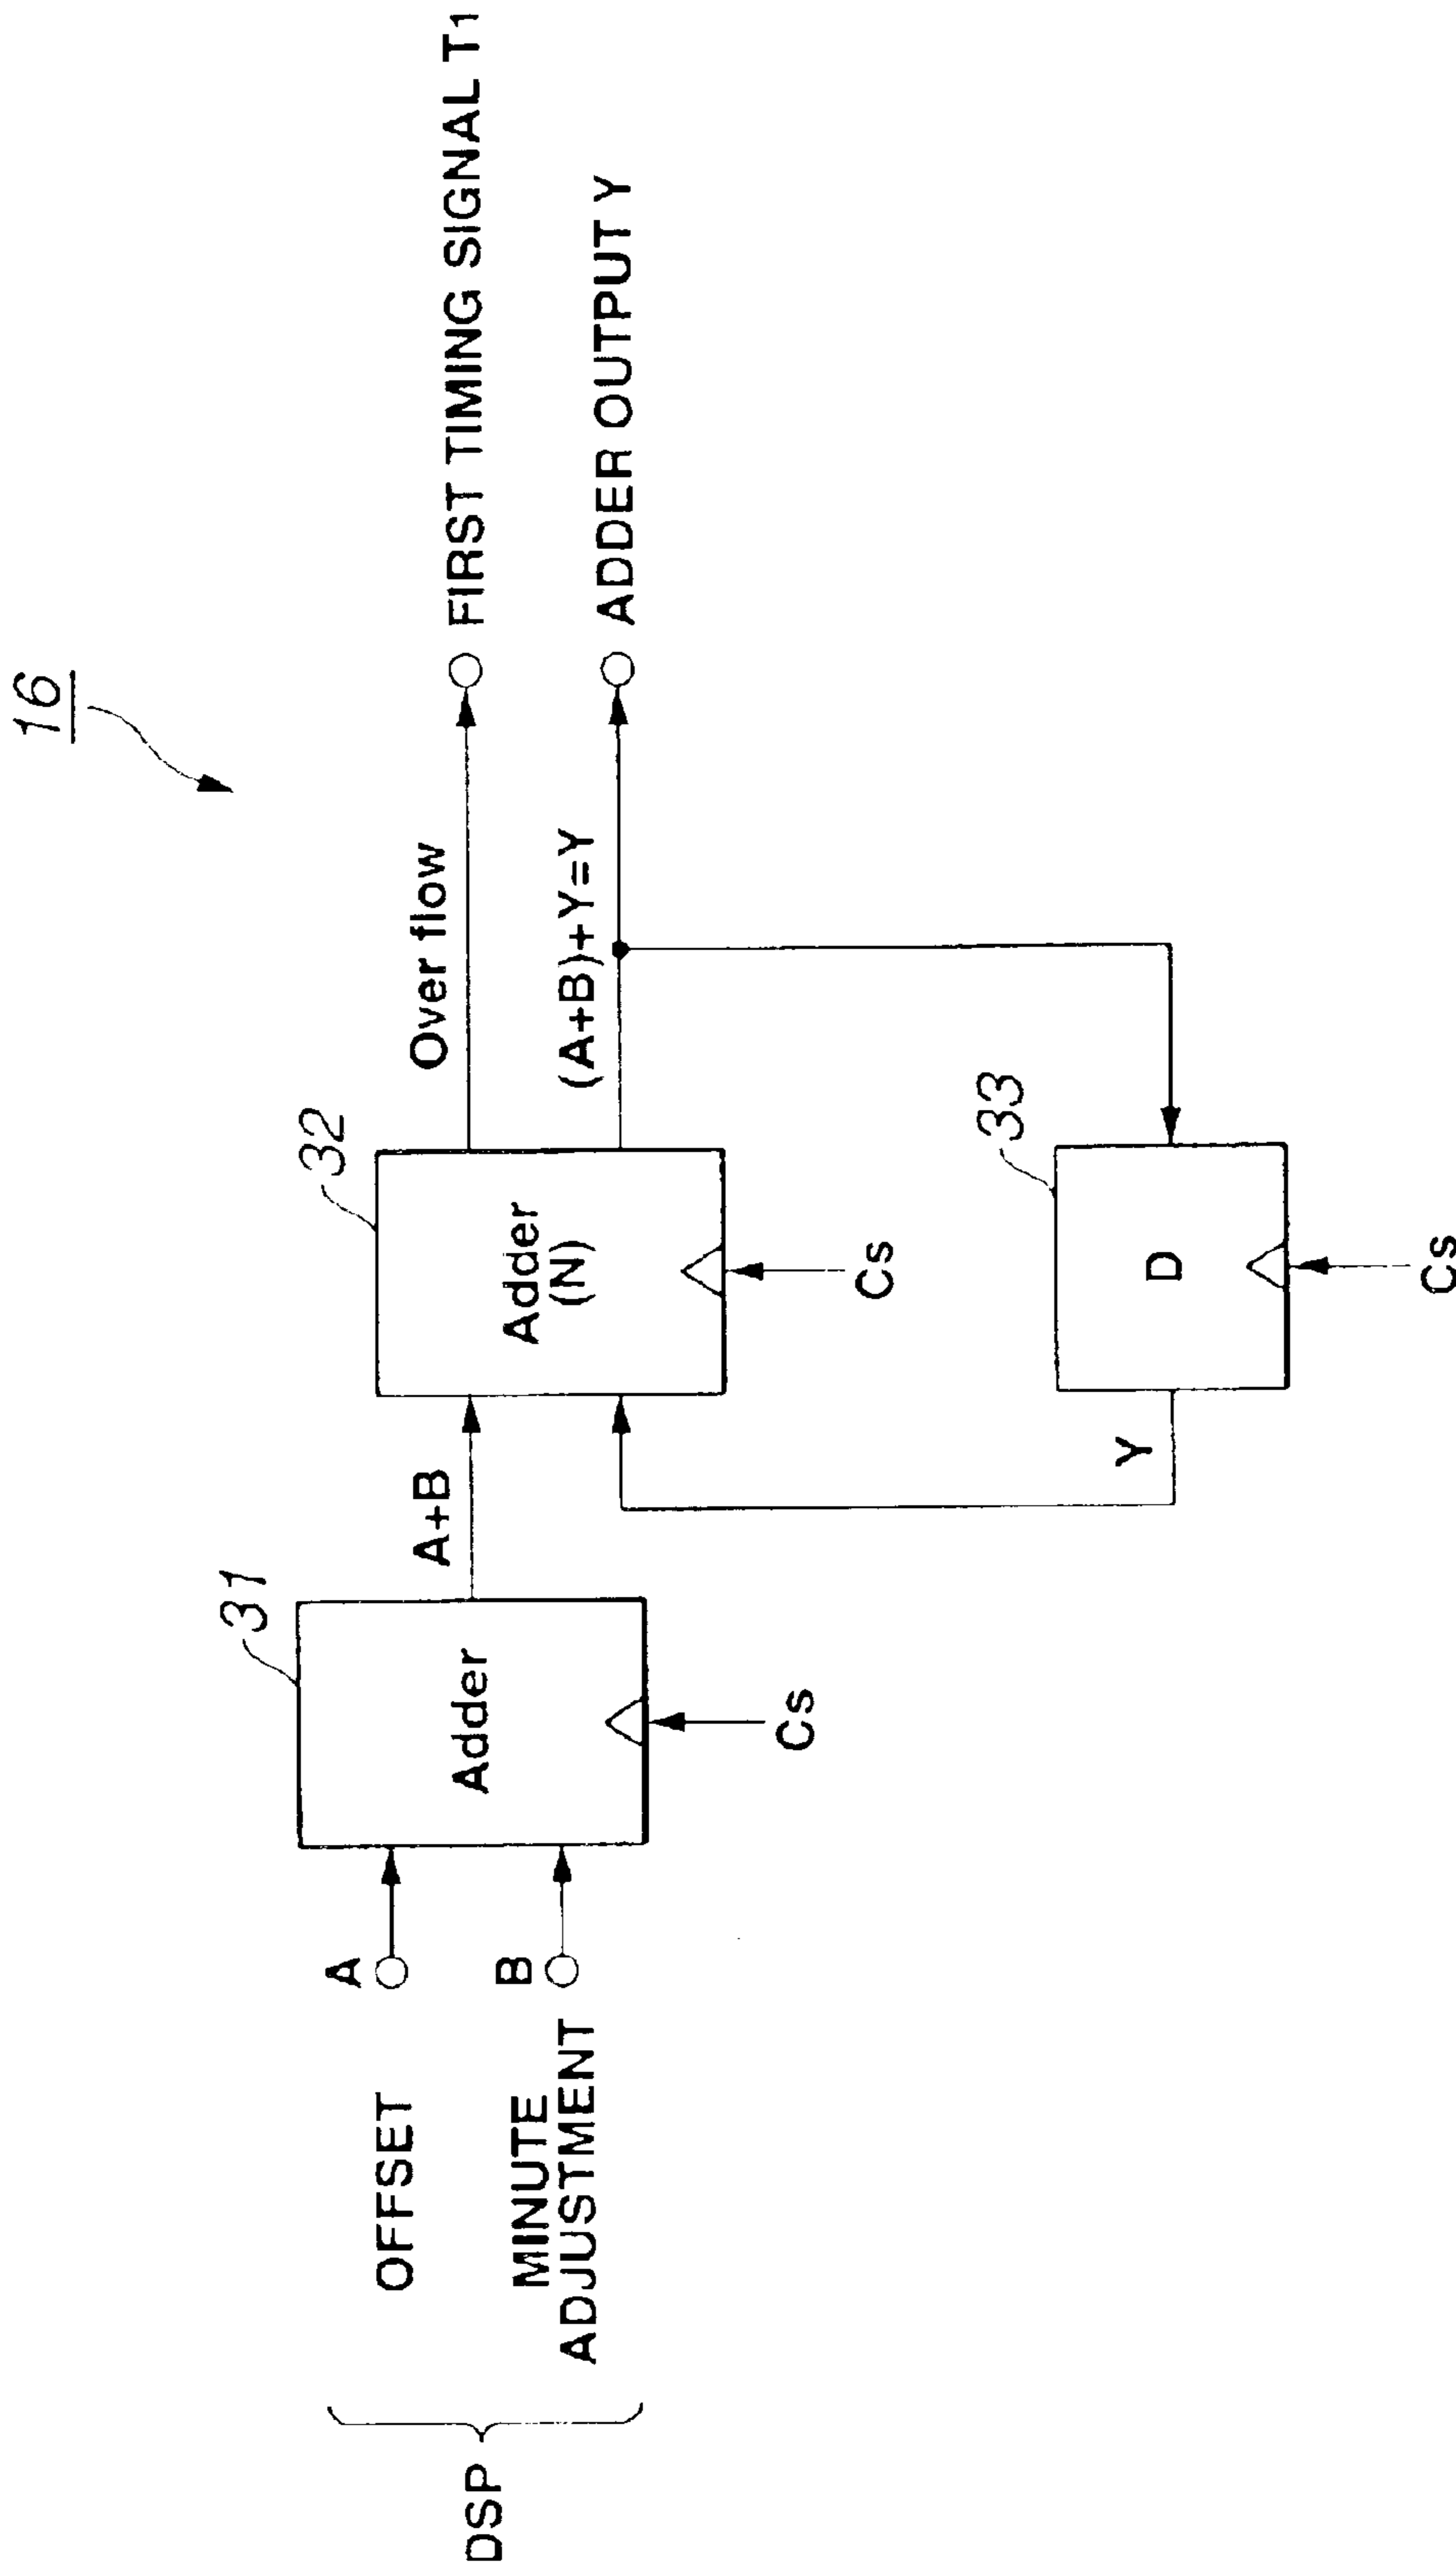 16
DSP
OFFSET
A
MINUTE
ADJUSTMENT
B
31
Adder
Cs
A+B
32
Adder
(N)
Cs
Over flow
FIRST TIMING SIGNAL T1
(A+B)+Y=Y
ADDER OUTPUT Y
33
D
Y
Cs